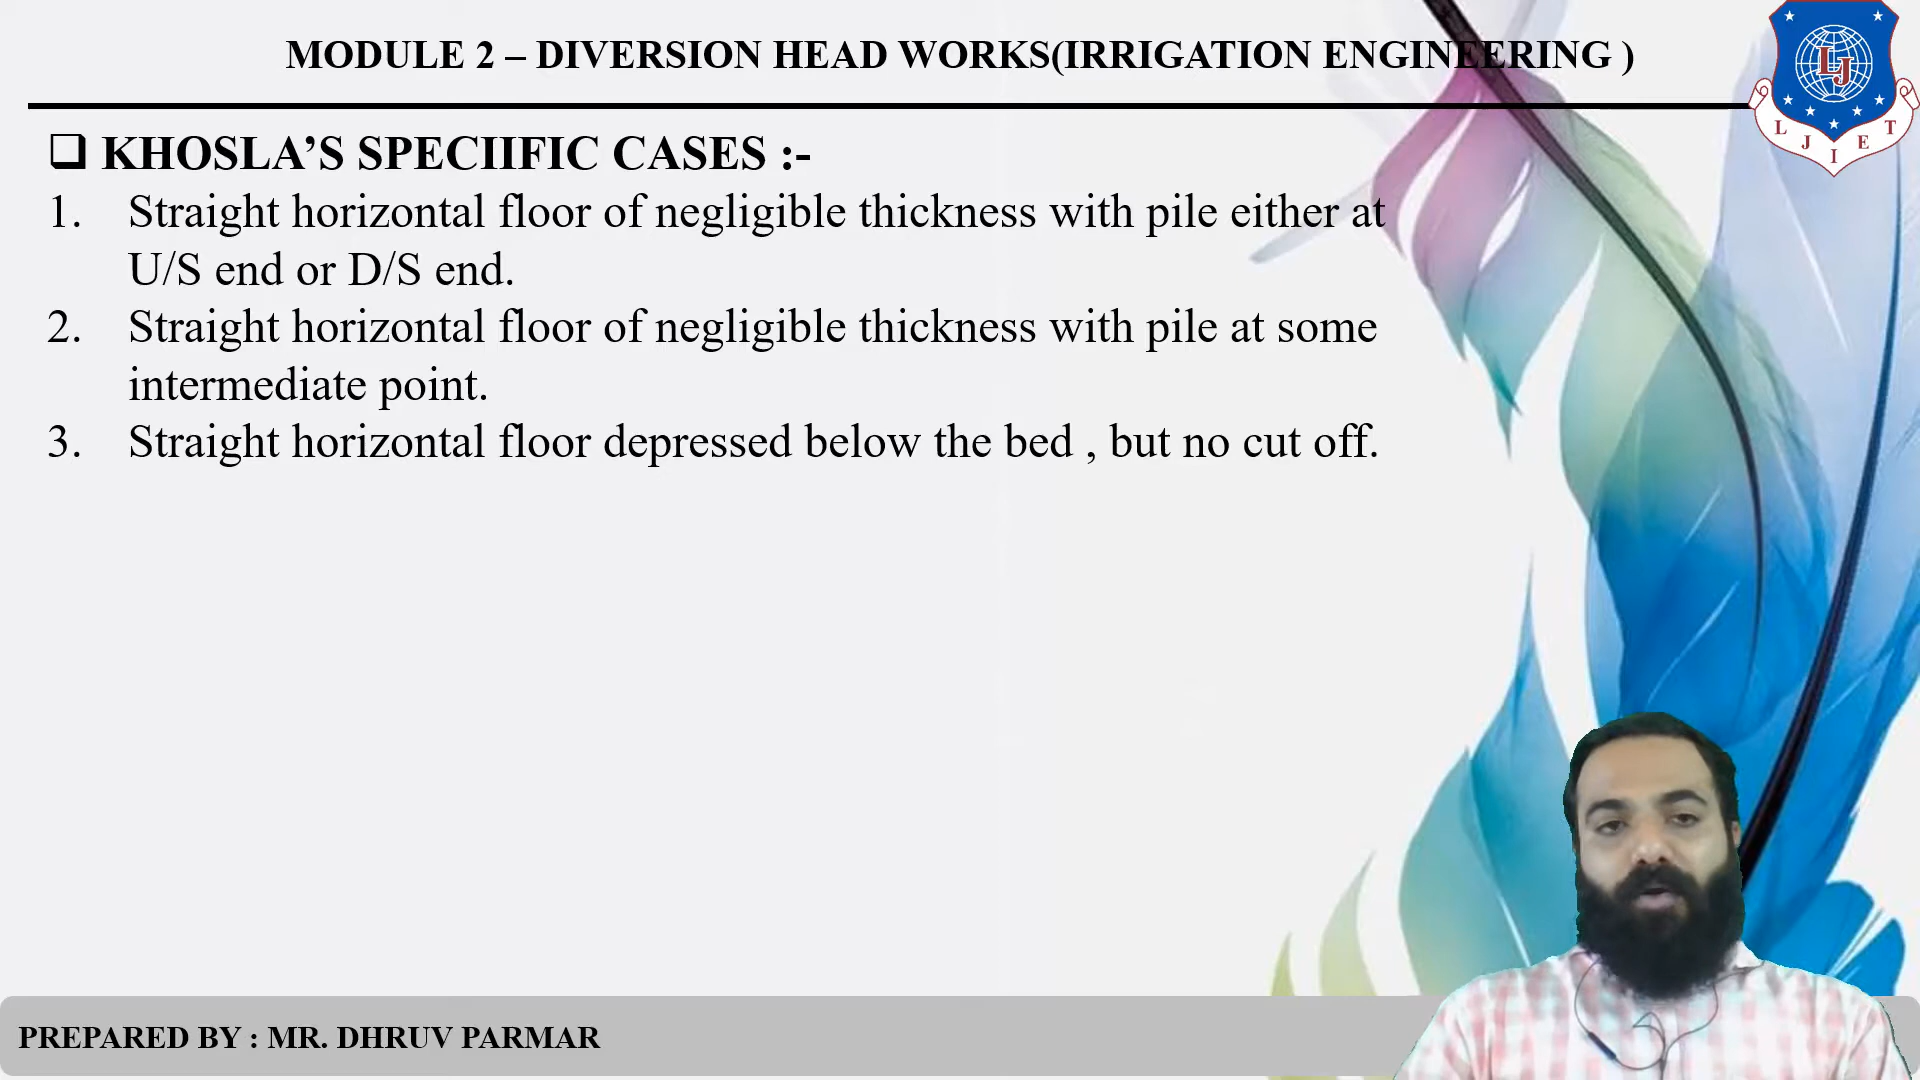 MODULE 2 – DIVERSION HEAD WORKS(IRRIGATION ENGINEERING )
LJ
L J I E T
❑ KHOSLA’S SPECIIFIC CASES :-
1. Straight horizontal floor of negligible thickness with pile either at
U/S end or D/S end.
2. Straight horizontal floor of negligible thickness with pile at some
intermediate point.
3. Straight horizontal floor depressed below the bed , but no cut off.
PREPARED BY : MR. DHRUV PARMAR